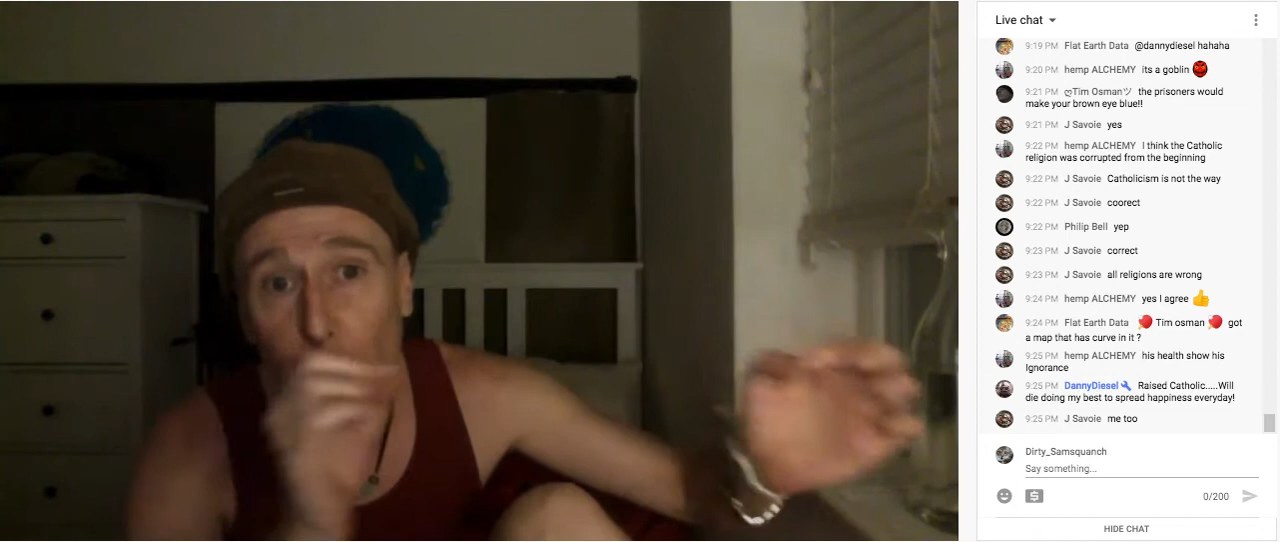 Live chat
9:19 PM Flat Earth Data @dannydiesel hahaha
9:20 PM hemp ALCHEMY its a goblin
9:21 PM ღTim Osmanツ the prisoners would
make your brown eye blue!!
9:21 PM J Savoie yes
9:22 PM hemp ALCHEMY I think the Catholic
religion was corrupted from the beginning
9:22 PM J Savoie Catholicism is not the way
9:22 PM J Savoie coorect
9:22 PM Philip Bell yep
9:23 PM J Savoie correct
9:23 PM J Savoie all religions are wrong
9:24 PM hemp ALCHEMY yes I agree 👍
9:24 PM Flat Earth Data Tim osman got
a map that has curve in it ?
9:25 PM hemp ALCHEMY his health show his
Ignorance
9:25 PM DannyDiesel Raised Catholic.....Will
die doing my best to spread happiness everyday!
9:25 PM J Savoie me too
Dirty_Samsquanch
Say something...
0/200
HIDE CHAT